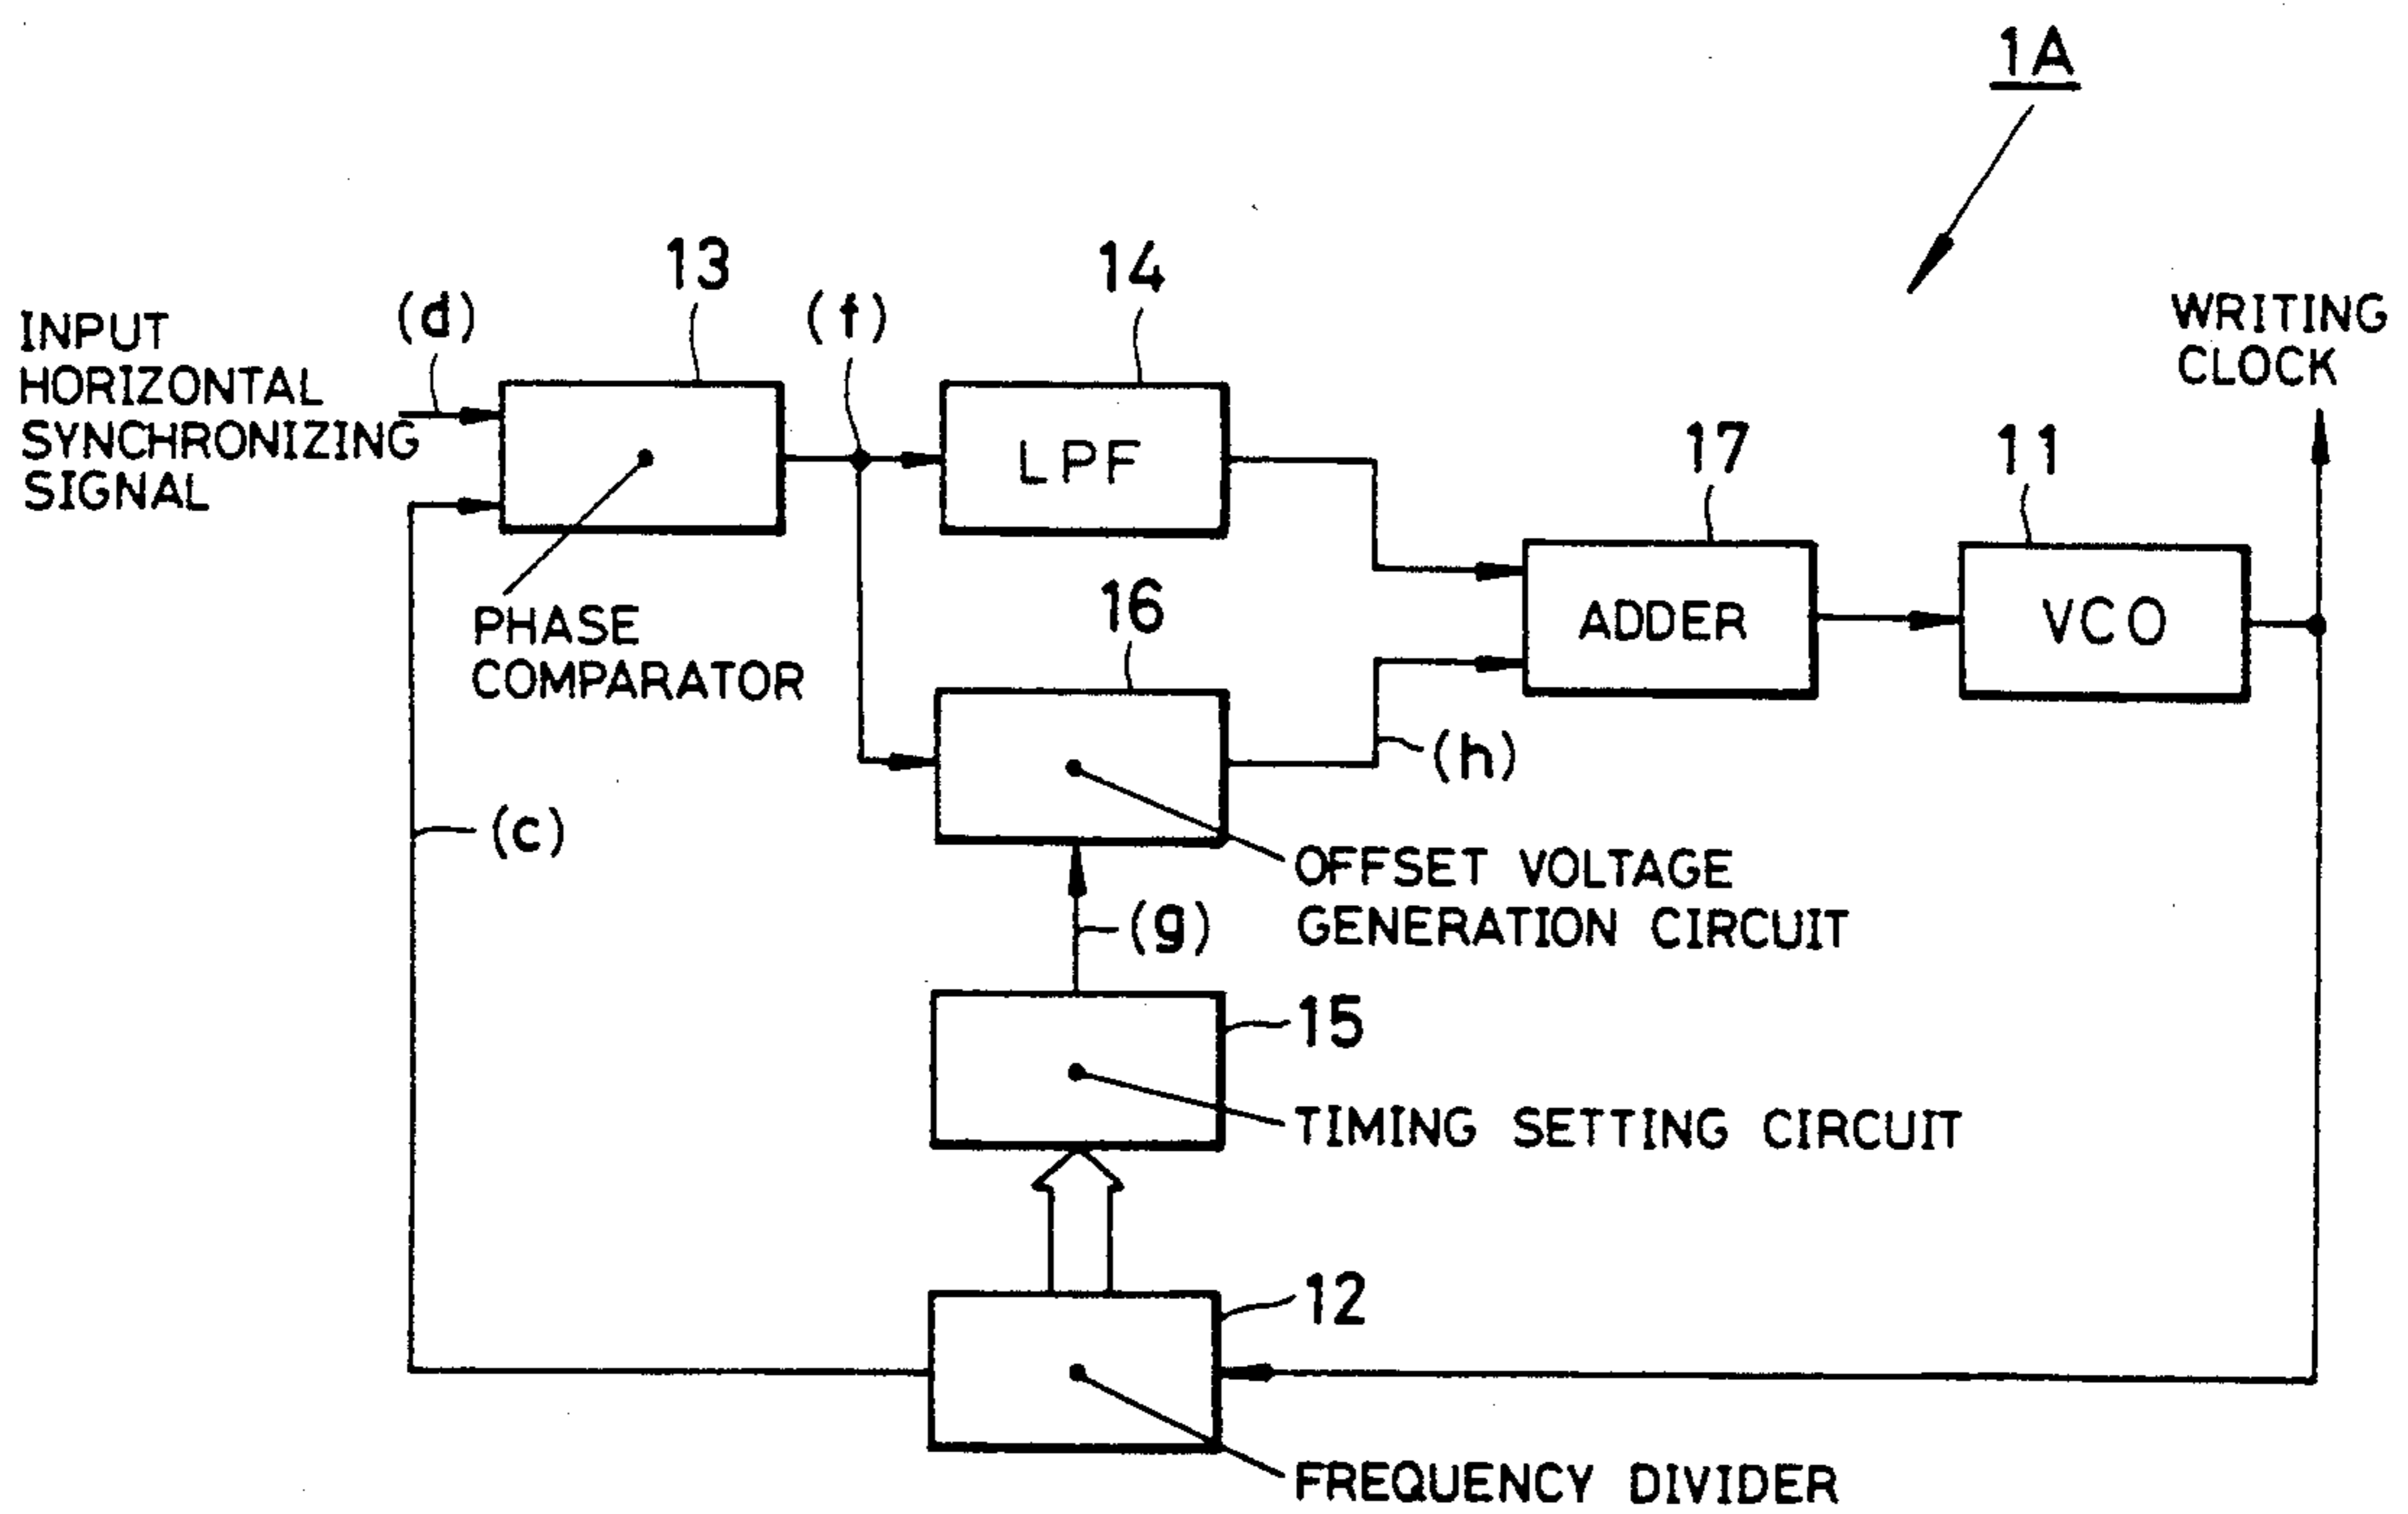 1A
13
14
(d)
(f)
INPUT
HORIZONTAL
SYNCHRONIZING
SIGNAL
WRITING
CLOCK
17
11
LPF
16
ADDER
VCO
PHASE
COMPARATOR
(h)
(c)
OFFSET VOLTAGE
GENERATION CIRCUIT
(g)
15
TIMING SETTING CIRCUIT
12
FREQUENCY DIVIDER